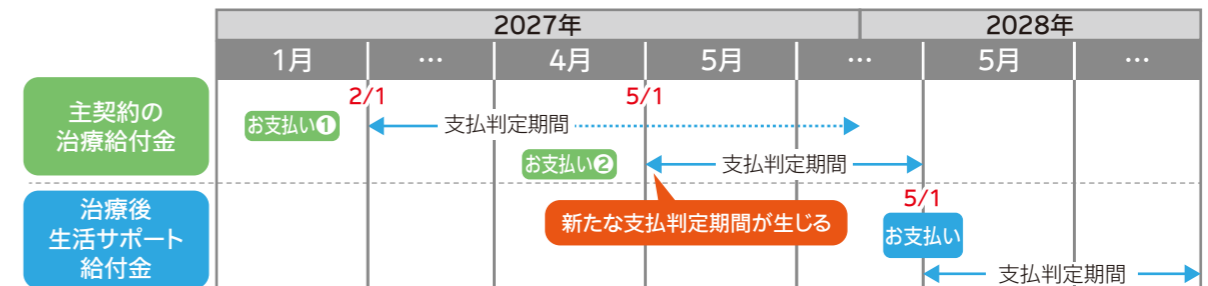 2027年 2028年
1月 … 4月 5月 … 5月 …
主契約の
治療給付金
2/1 5/1
お支払い❶ 支払判定期間
お支払い❷ 支払判定期間
治療後
生活サポート
給付金
新たな支払判定期間が生じる
5/1
お支払い
支払判定期間